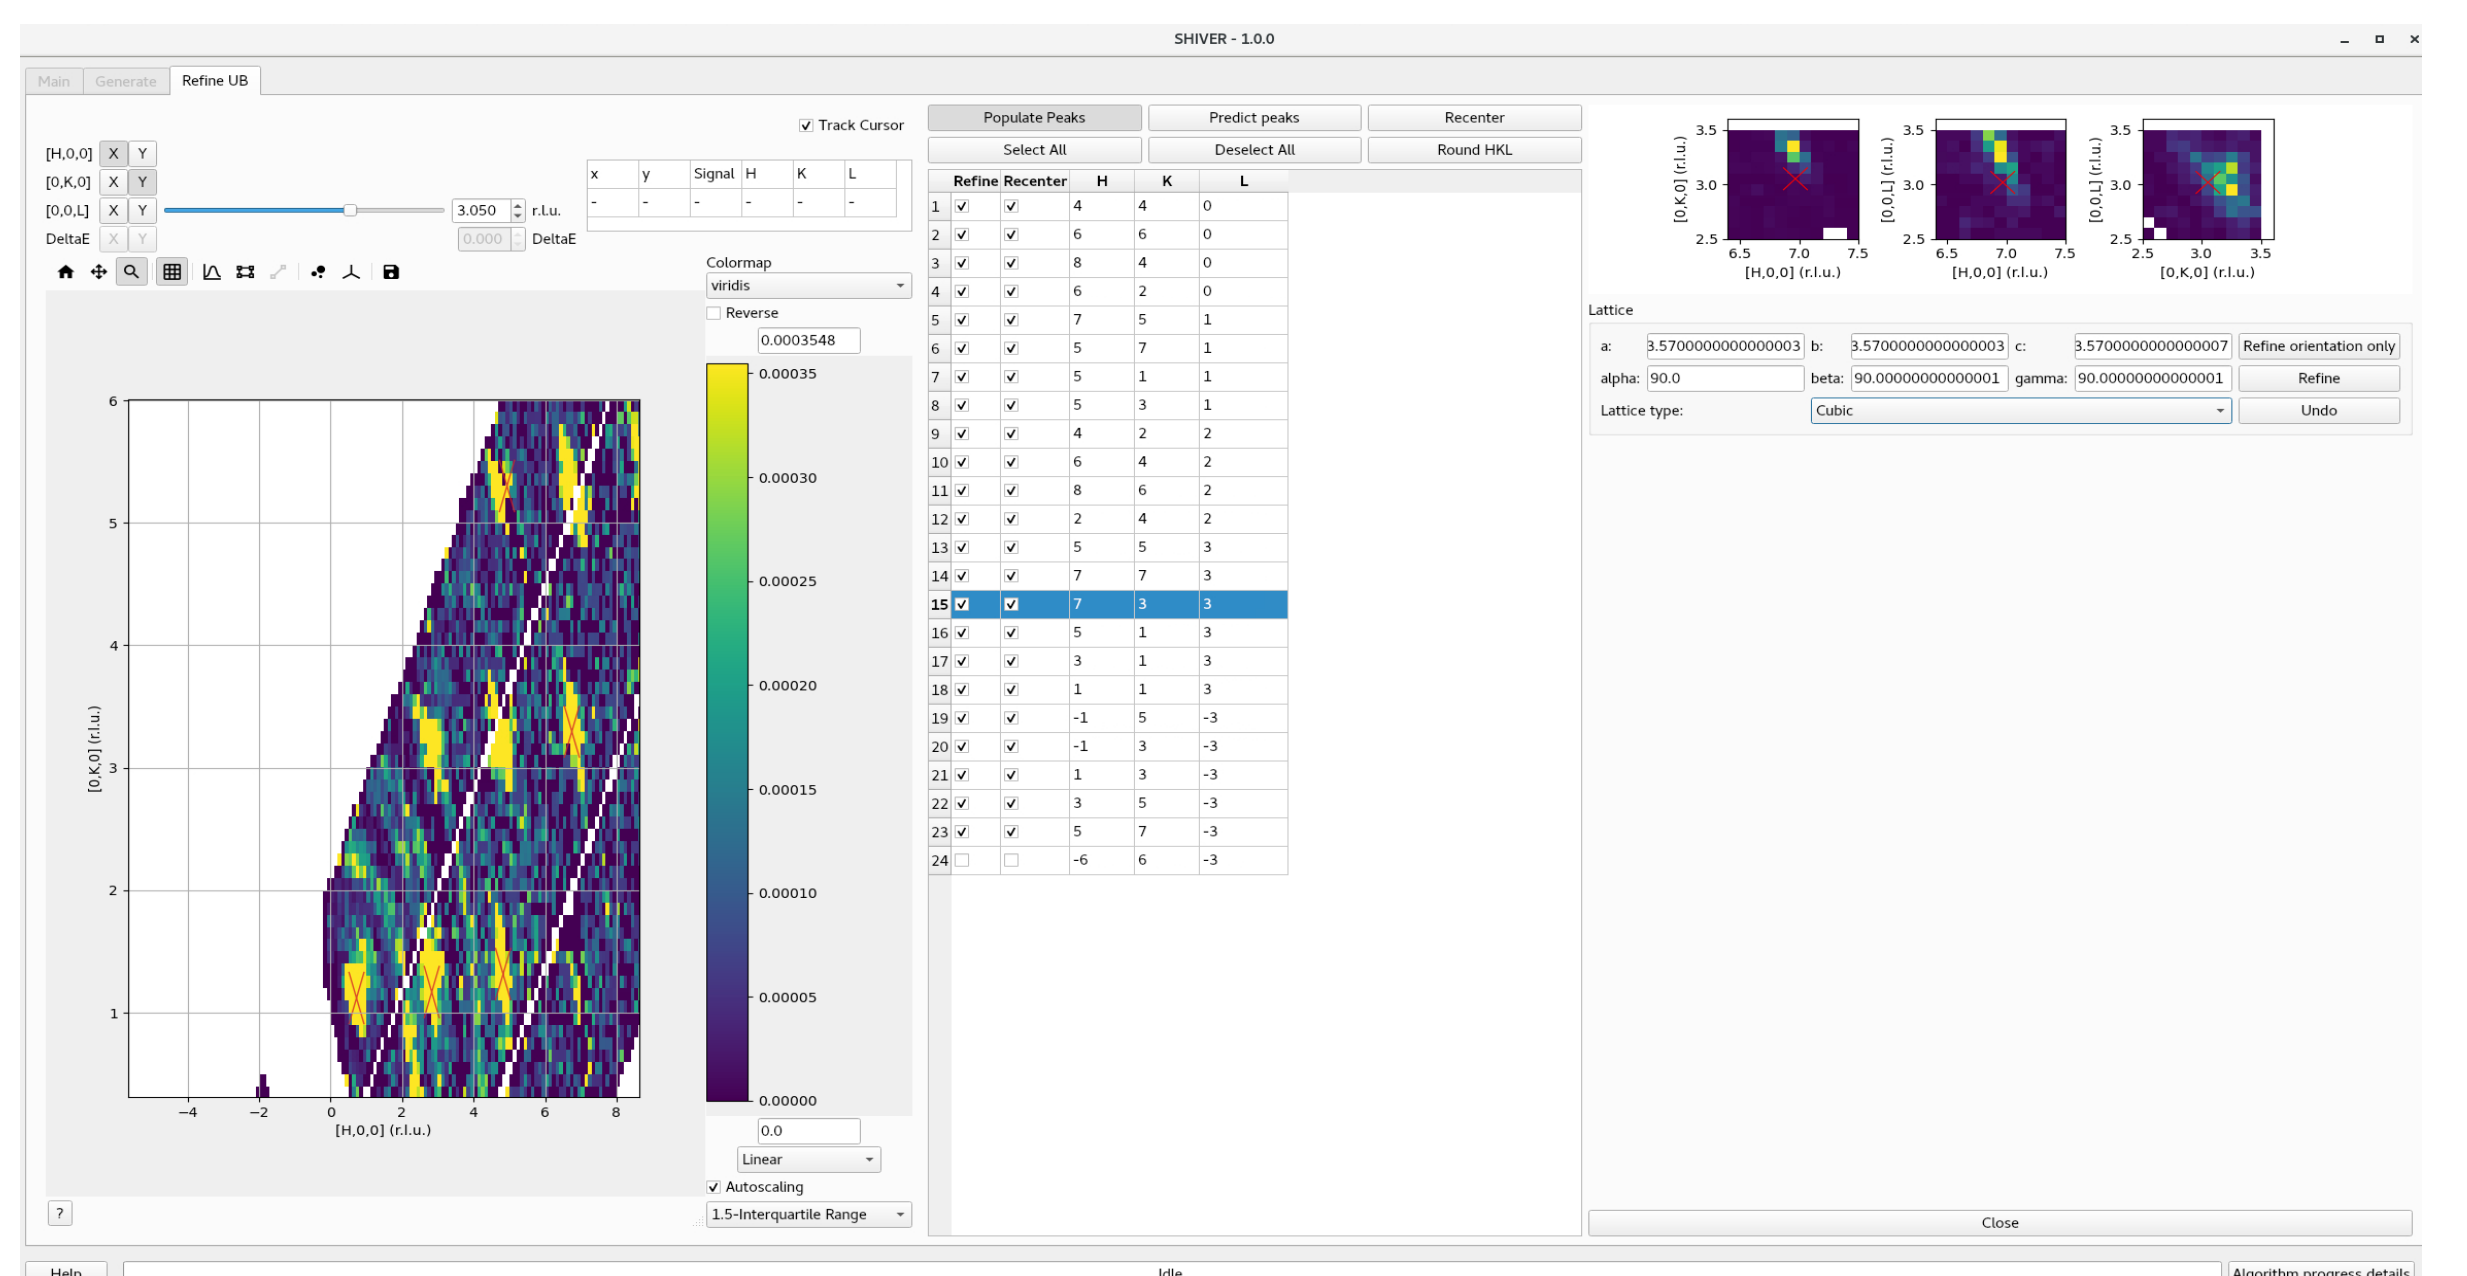 SHIVER - 1.0.0
Main Generate Refine UB
Track Cursor
[H,0,0] X Y
[0,K,0] X Y
[0,0,L] X Y 3.050 r.l.u.
DeltaE X Y 0.000 DeltaE
x y Signal H K L
- - - - - -
Colormap
viridis
Reverse
0.0003548
0.00035
0.00030
0.00025
0.00020
0.00015
0.00010
0.00005
0.00000
0.0
Linear
Autoscaling
1.5-Interquartile Range
6
5
4
3
2
1
[0,K,0] (r.l.u.)
−4 −2 0 2 4 6 8
[H,0,0] (r.l.u.)
?
Populate Peaks Predict peaks Recenter
Select All Deselect All Round HKL
Refine Recenter H K L
1 4 4 0
2 6 6 0
3 8 4 0
4 6 2 0
5 7 5 1
6 5 7 1
7 5 1 1
8 5 3 1
9 4 2 2
10 6 4 2
11 8 6 2
12 2 4 2
13 5 5 3
14 7 7 3
15 7 3 3
16 5 1 3
17 3 1 3
18 1 1 3
19 -1 5 -3
20 -1 3 -3
21 1 3 -3
22 3 5 -3
23 5 7 -3
24 -6 6 -3
3.5
3.0
2.5
[0,K,0] (r.l.u.)
6.5 7.0 7.5
[H,0,0] (r.l.u.)
3.5
3.0
2.5
[0,0,L] (r.l.u.)
6.5 7.0 7.5
[H,0,0] (r.l.u.)
3.5
3.0
2.5
[0,0,L] (r.l.u.)
2.5 3.0 3.5
[0,K,0] (r.l.u.)
Lattice
a: 3.5700000000000003 b: 3.5700000000000003 c: 3.5700000000000007 Refine orientation only
alpha: 90.0 beta: 90.00000000000001 gamma: 90.00000000000001 Refine
Lattice type: Cubic Undo
Close
Help Idle Algorithm progress details